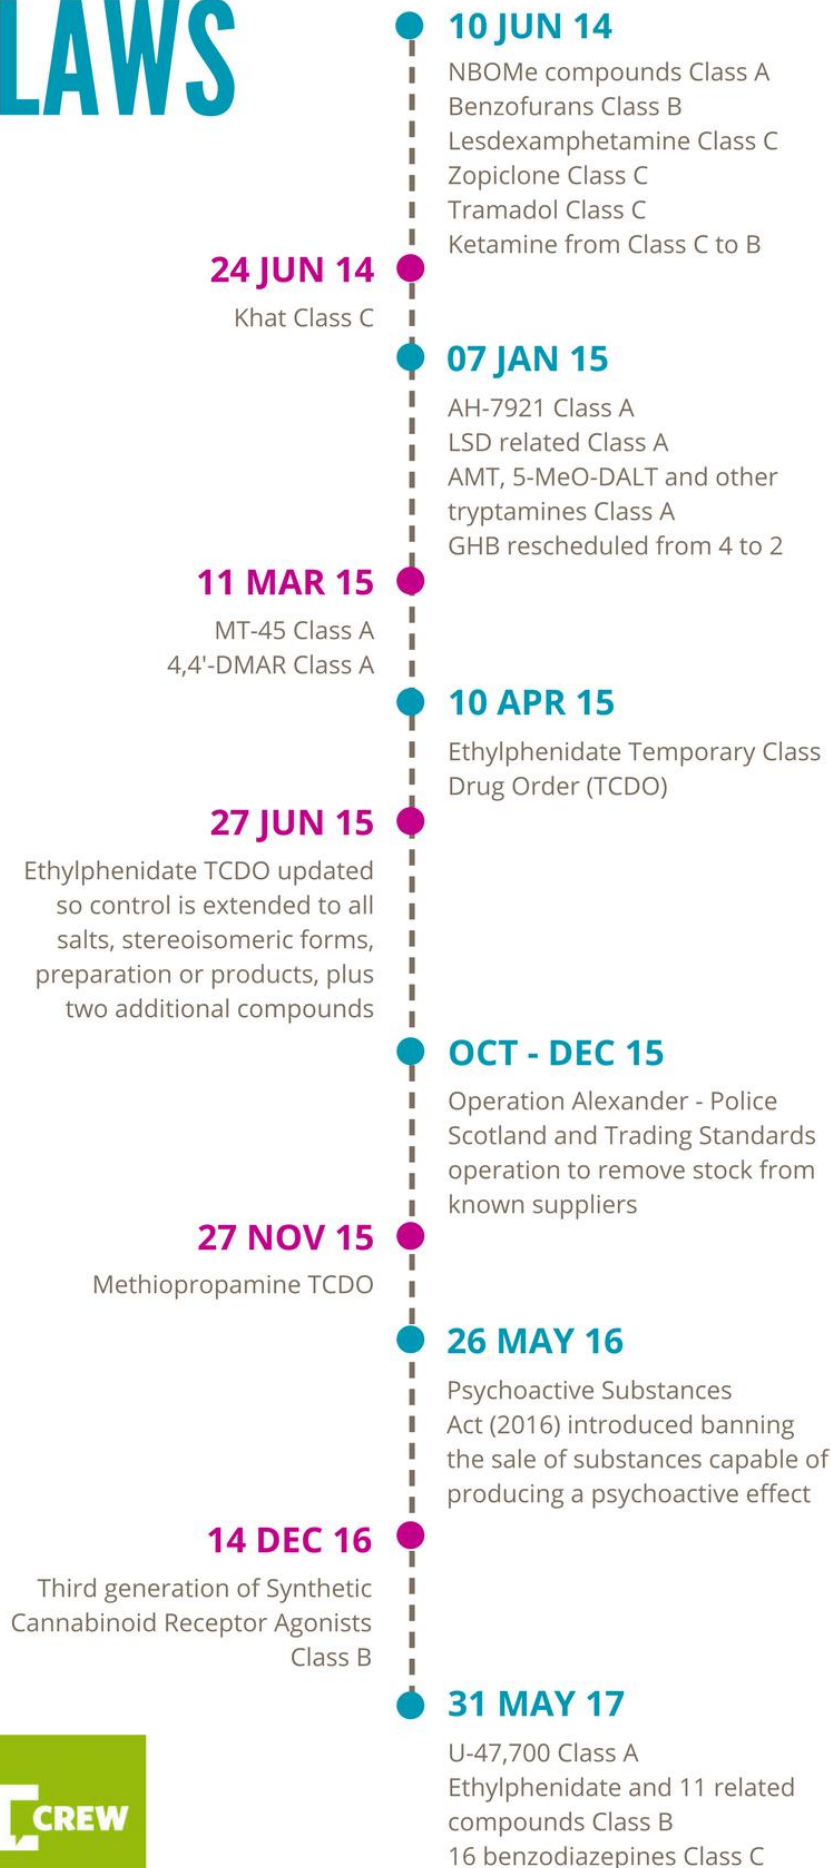 LAWS
10 JUN 14
NBOMe compounds Class A
Benzofurans Class B
Lesdexamphetamine Class C
Zopiclone Class C
Tramadol Class C
Ketamine from Class C to B
24 JUN 14
Khat Class C
07 JAN 15
AH-7921 Class A
LSD related Class A
AMT, 5-MeO-DALT and other
tryptamines Class A
GHB rescheduled from 4 to 2
11 MAR 15
MT-45 Class A
4,4'-DMAR Class A
10 APR 15
Ethylphenidate Temporary Class
Drug Order (TCDO)
27 JUN 15
Ethylphenidate TCDO updated
so control is extended to all
salts, stereoisomeric forms,
preparation or products, plus
two additional compounds
OCT - DEC 15
Operation Alexander - Police
Scotland and Trading Standards
operation to remove stock from
known suppliers
27 NOV 15
Methiopropamine TCDO
26 MAY 16
Psychoactive Substances
Act (2016) introduced banning
the sale of substances capable of
producing a psychoactive effect
14 DEC 16
Third generation of Synthetic
Cannabinoid Receptor Agonists
Class B
31 MAY 17
U-47,700 Class A
Ethylphenidate and 11 related
compounds Class B
16 benzodiazepines Class C
CREW